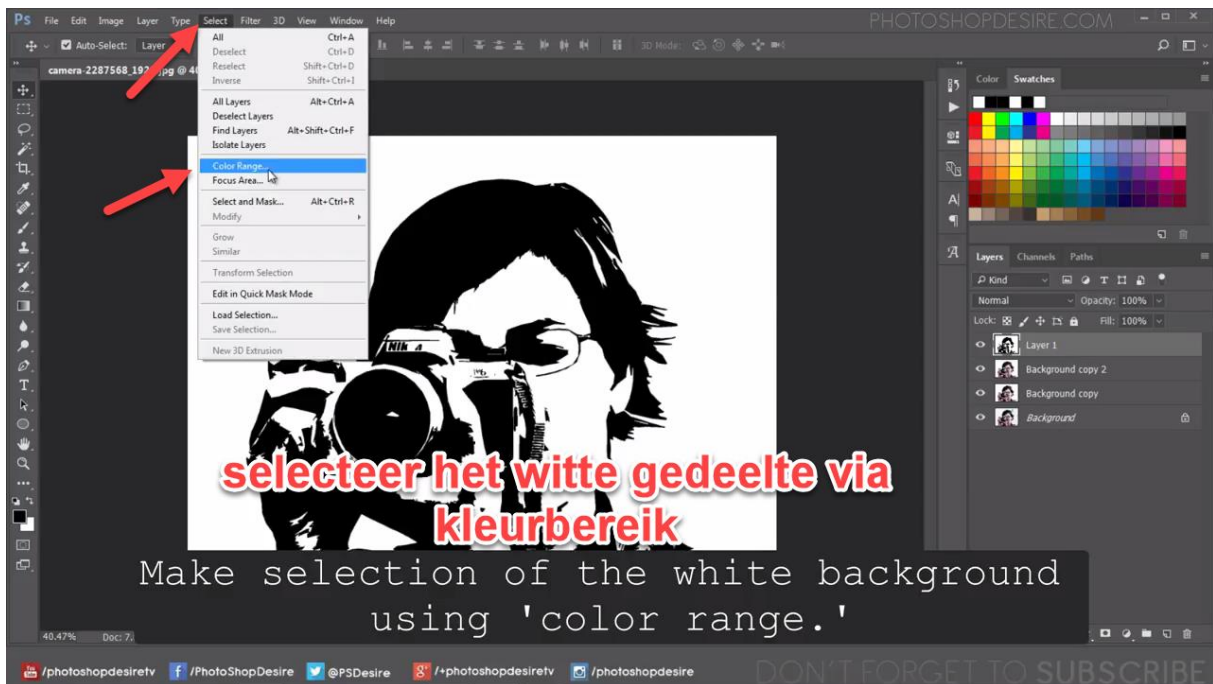 PHOTOSHOPDESIRE.COM
Ps File Edit Image Layer Type Select Filter 3D View Window Help
Auto-Select: Layer
3D Mode:
All Ctrl+A
Deselect Ctrl+D
Reselect Shift+Ctrl+D
Inverse Shift+Ctrl+I
All Layers Alt+Ctrl+A
Deselect Layers
Find Layers Alt+Shift+Ctrl+F
Isolate Layers
Color Range...
Focus Area...
Select and Mask... Alt+Ctrl+R
Modify
Grow
Similar
Transform Selection
Edit in Quick Mask Mode
Load Selection...
Save Selection...
New 3D Extrusion
Color Swatches
Layers Channels Paths
Kind
Normal Opacity: 100%
Lock: Fill: 100%
Layer 1
Background copy 2
Background copy
Background
selecteer het witte gedeelte via
kleurbereik
Make selection of the white background
using 'color range.'
40.47% Doc: 7.
/photoshopdesiretv /PhotoShopDesire @PSDesire /+photoshopdesiretv /photoshopdesire
DON'T FORGET TO SUBSCRIBE